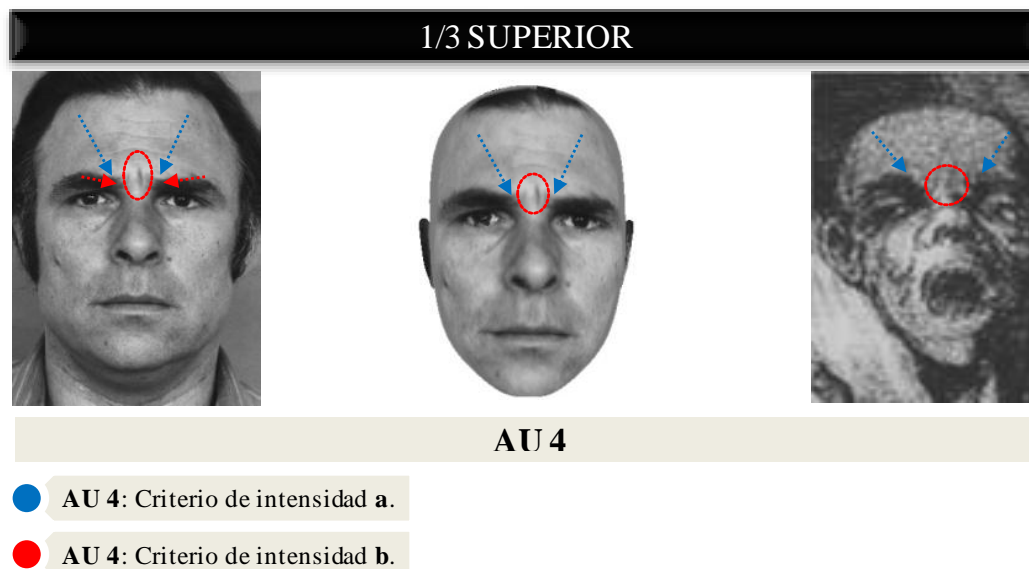 1/3 SUPERIOR
AU 4
AU 4: Criterio de intensidad a.
AU 4: Criterio de intensidad b.